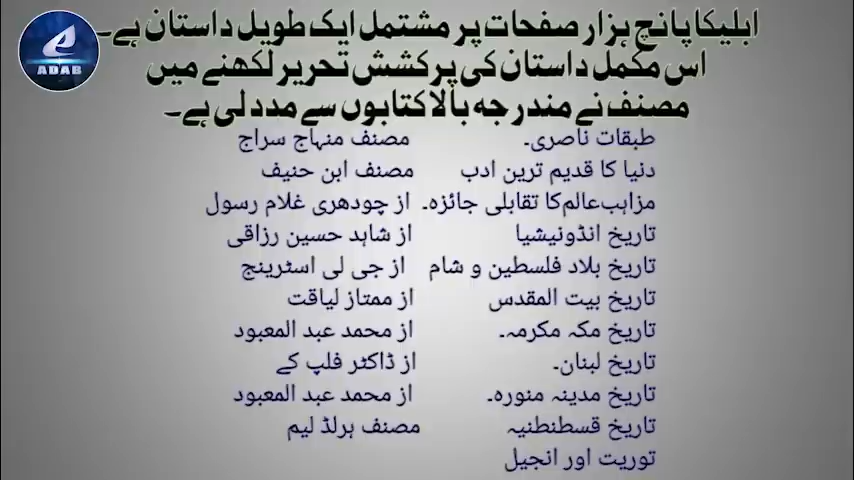 ابلیکا پانچ ہزار صفحات پر مشتمل ایک طویل داستان ہے۔
اس مکمل داستان کی پرکشش تحریر لکھنے میں
مصنف نے مندرجہ بالا کتابوں سے مدد لی ہے۔
طبقات ناصری۔ مصنف منہاج سراج
دنیا کا قدیم ترین ادب مصنف ابن حنیف
مزاہب عالم کا تقابلی جائزہ۔ از چودھری غلام رسول
تاریخ انڈونیشیا از شاہد حسین رزاقی
تاریخ بلاد فلسطین و شام از جی لی اسٹرینج
تاریخ بیت المقدس از ممتاز لیاقت
تاریخ مکہ مکرمہ۔ از محمد عبد المعبود
تاریخ لبنان۔ از ڈاکٹر فلپ کے
تاریخ مدینہ منورہ۔ از محمد عبد المعبود
تاریخ قسطنطنیہ مصنف ہرلڈ لیم
توریت اور انجیل
e
ADAB